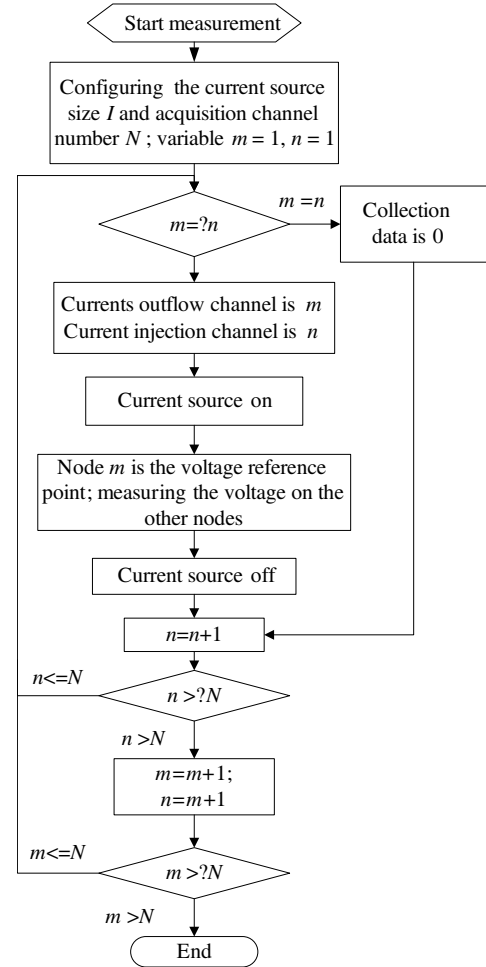 Start measurement
Configuring the current source
size I and acquisition channel
number N ; variable m = 1, n = 1
m =n
m=?n
Collection
data is 0
Currents outflow channel is m
Current injection channel is n
Current source on
Node m is the voltage reference
point; measuring the voltage on the
other nodes
Current source off
n=n+1
n<=N
n >?N
n >N
m=m+1;
n=m+1
m<=N
m >?N
m >N
End